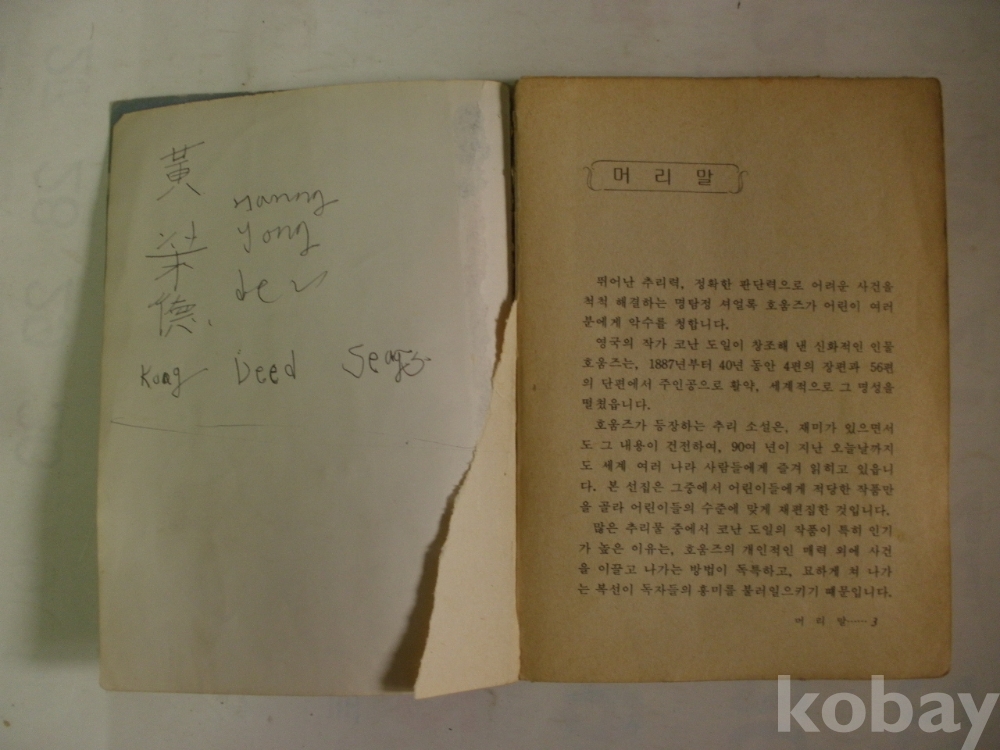 黃
榮
德
yong
Kong Deed
머 리 말
뛰어난 추리력, 정확한 판단력으로 어려운 사건을
척척 해결하는 명탐정 셔얼록 호움즈가 어린이 여러
분에게 악수를 청합니다.
영국의 작가 코난 도일이 창조해 낸 신화적인 인물
호움즈는, 1887년부터 40년 동안 4편의 장편과 56편
의 단편에서 주인공으로 활약, 세계적으로 그 명성을
떨쳤읍니다.
호움즈가 등장하는 추리 소설은, 재미가 있으면서
도 그 내용이 건전하여, 90여 년이 지난 오늘날까지
도 세계 여러 나라 사람들에게 즐겨 읽히고 있읍니
다. 본 선집은 그중에서 어린이들에게 적당한 작품만
을 골라 어린이들의 수준에 맞게 재편집한 것입니다.
많은 추리물 중에서 코난 도일의 작품이 특히 인기
가 높은 이유는, 호움즈의 개인적인 매력 외에 사건
을 이끌고 나가는 방법이 독특하고, 묘하게 쳐 나가
는 복선이 독자들의 흥미를 불러일으키기 때문입니다.
머 리 말……3
kobay